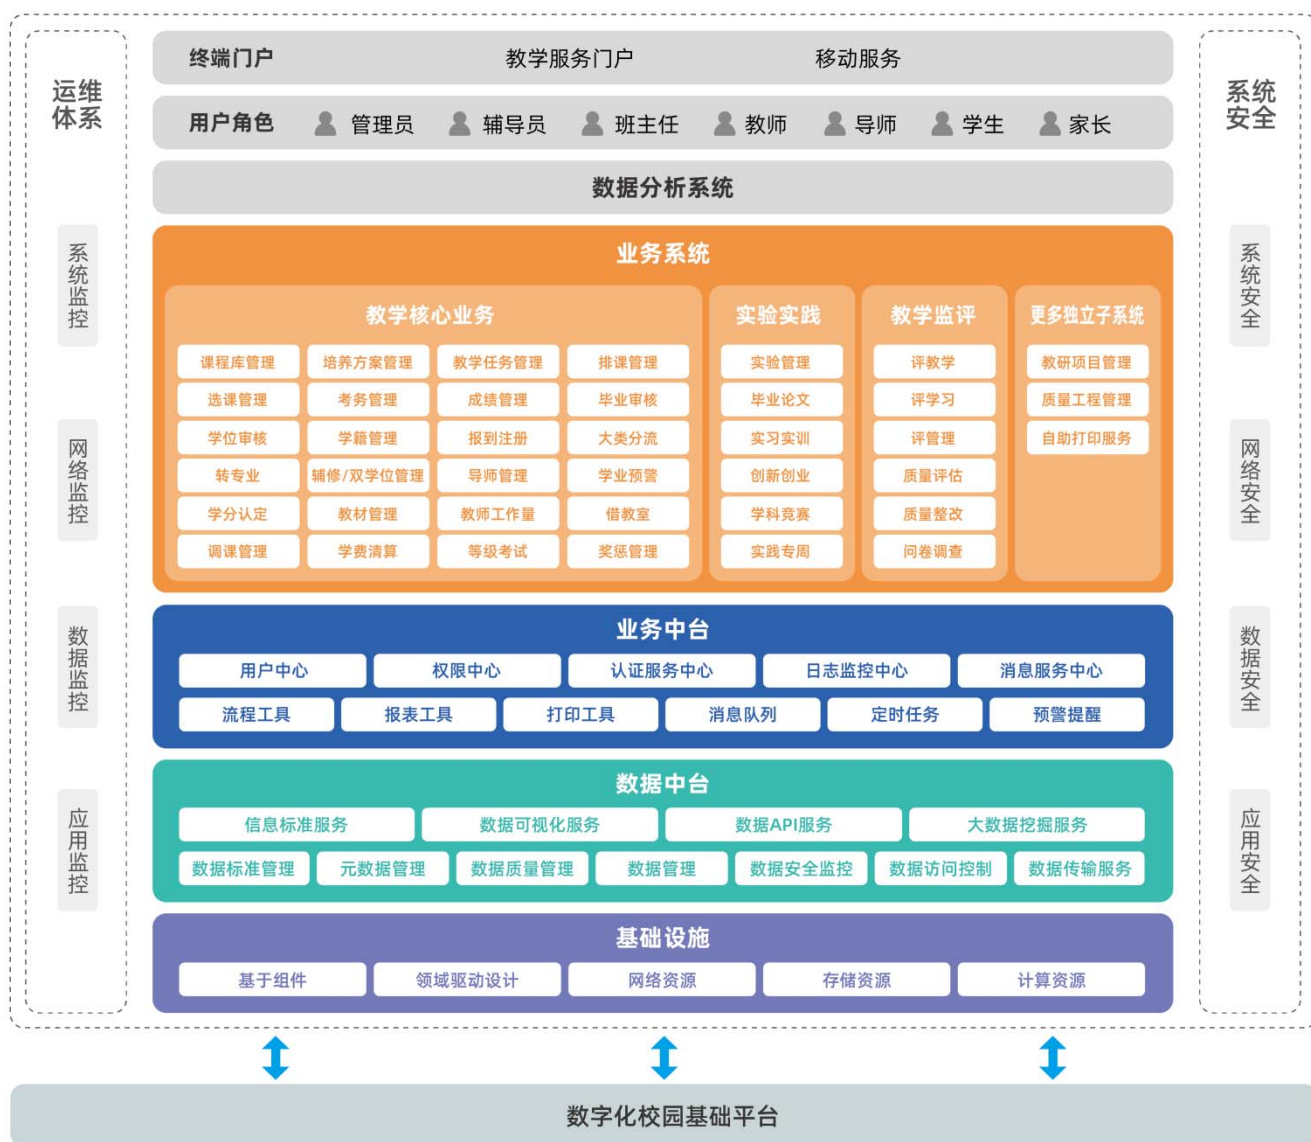 运维
体系
系统监控
网络监控
数据监控
应用监控
终端门户 教学服务门户 移动服务
用户角色 管理员 辅导员 班主任 教师 导师 学生 家长
数据分析系统
业务系统
教学核心业务
课程库管理 培养方案管理 教学任务管理 排课管理
选课管理 考务管理 成绩管理 毕业审核
学位审核 学籍管理 报到注册 大类分流
转专业 辅修/双学位管理 导师管理 学业预警
学分认定 教材管理 教师工作量 借教室
调课管理 学费清算 等级考试 奖惩管理
实验实践
实验管理
毕业论文
实习实训
创新创业
学科竞赛
实践专周
教学监评
评教学
评学习
评管理
质量评估
质量整改
问卷调查
更多独立子系统
教研项目管理
质量工程管理
自助打印服务
业务中台
用户中心 权限中心 认证服务中心 日志监控中心 消息服务中心
流程工具 报表工具 打印工具 消息队列 定时任务 预警提醒
数据中台
信息标准服务 数据可视化服务 数据API服务 大数据挖掘服务
数据标准管理 元数据管理 数据质量管理 数据管理 数据安全监控 数据访问控制 数据传输服务
基础设施
基于组件 领域驱动设计 网络资源 存储资源 计算资源
系统
安全
系统安全
网络安全
数据安全
应用安全
数字化校园基础平台